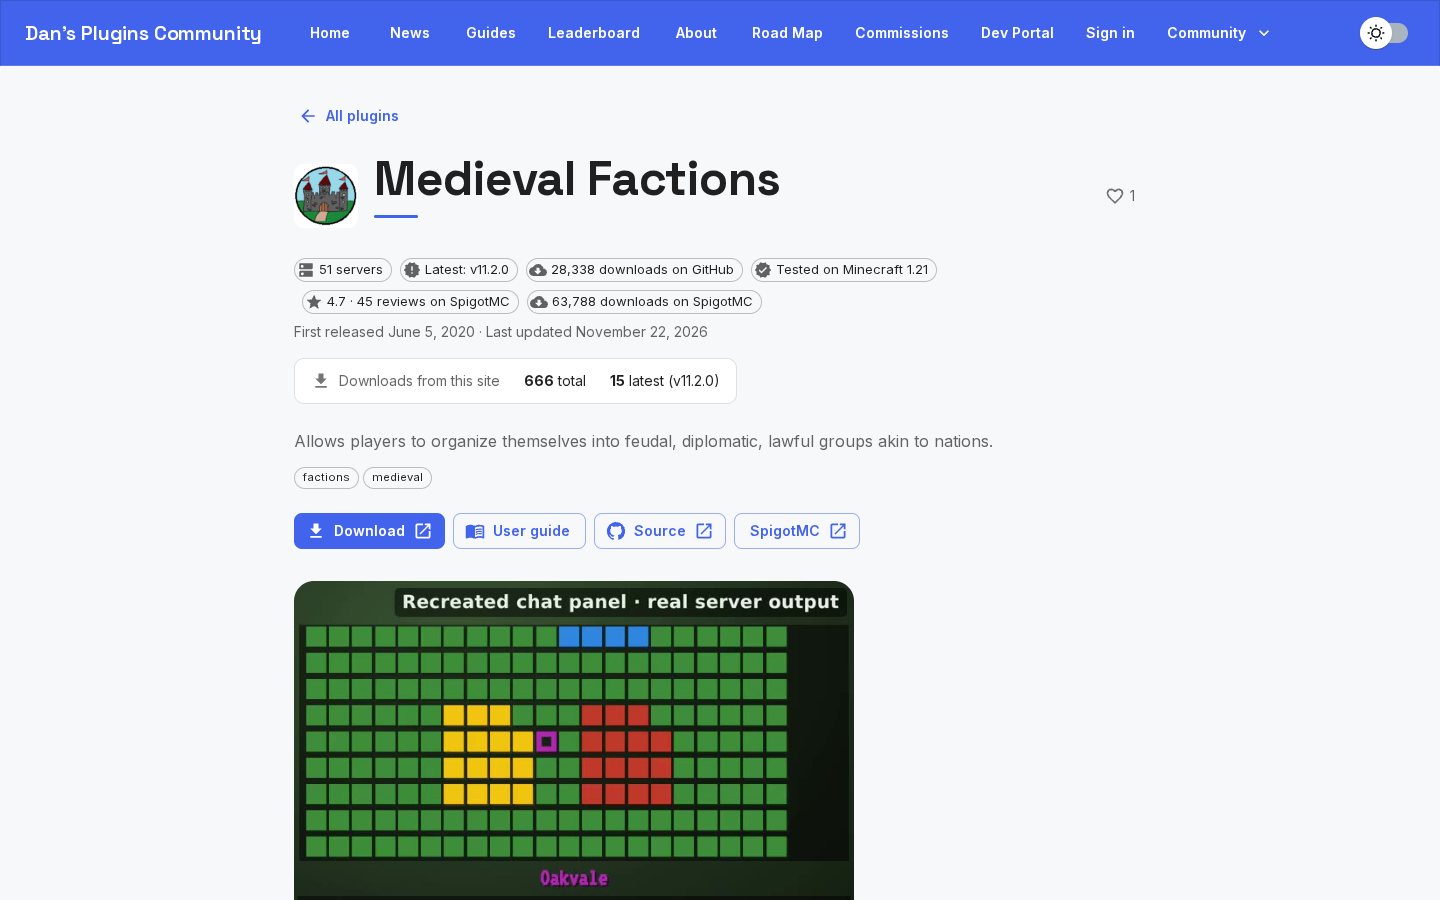 Dan's Plugins Community Home News Guides Leaderboard About Road Map Commissions Dev Portal Sign in Community
All plugins
Medieval Factions
1
51 servers Latest: v11.2.0 28,338 downloads on GitHub Tested on Minecraft 1.21
4.7 · 45 reviews on SpigotMC 63,788 downloads on SpigotMC
First released June 5, 2020 · Last updated November 22, 2026
Downloads from this site 666 total 15 latest (v11.2.0)
Allows players to organize themselves into feudal, diplomatic, lawful groups akin to nations.
factions medieval
Download User guide Source SpigotMC
Recreated chat panel · real server output
Oakvale